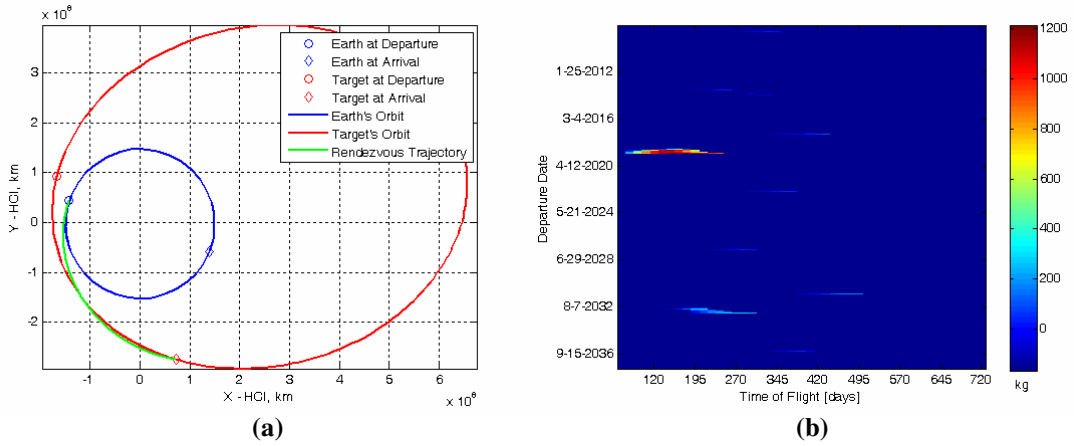 x 10⁸
3
2
1
0
-1
-2
Y - HCI, km
-1
0
1
2
3
4
5
6
X - HCI, km
x 10⁸
Earth at Departure
Earth at Arrival
Target at Departure
Target at Arrival
Earth's Orbit
Target's Orbit
Rendezvous Trajectory
(a)
Departure Date
1-25-2012
3-4-2016
4-12-2020
5-21-2024
6-29-2028
8-7-2032
9-15-2036
120
195
270
345
420
495
570
645
720
Time of Flight [days]
1200
1000
800
600
400
200
0
kg
(b)